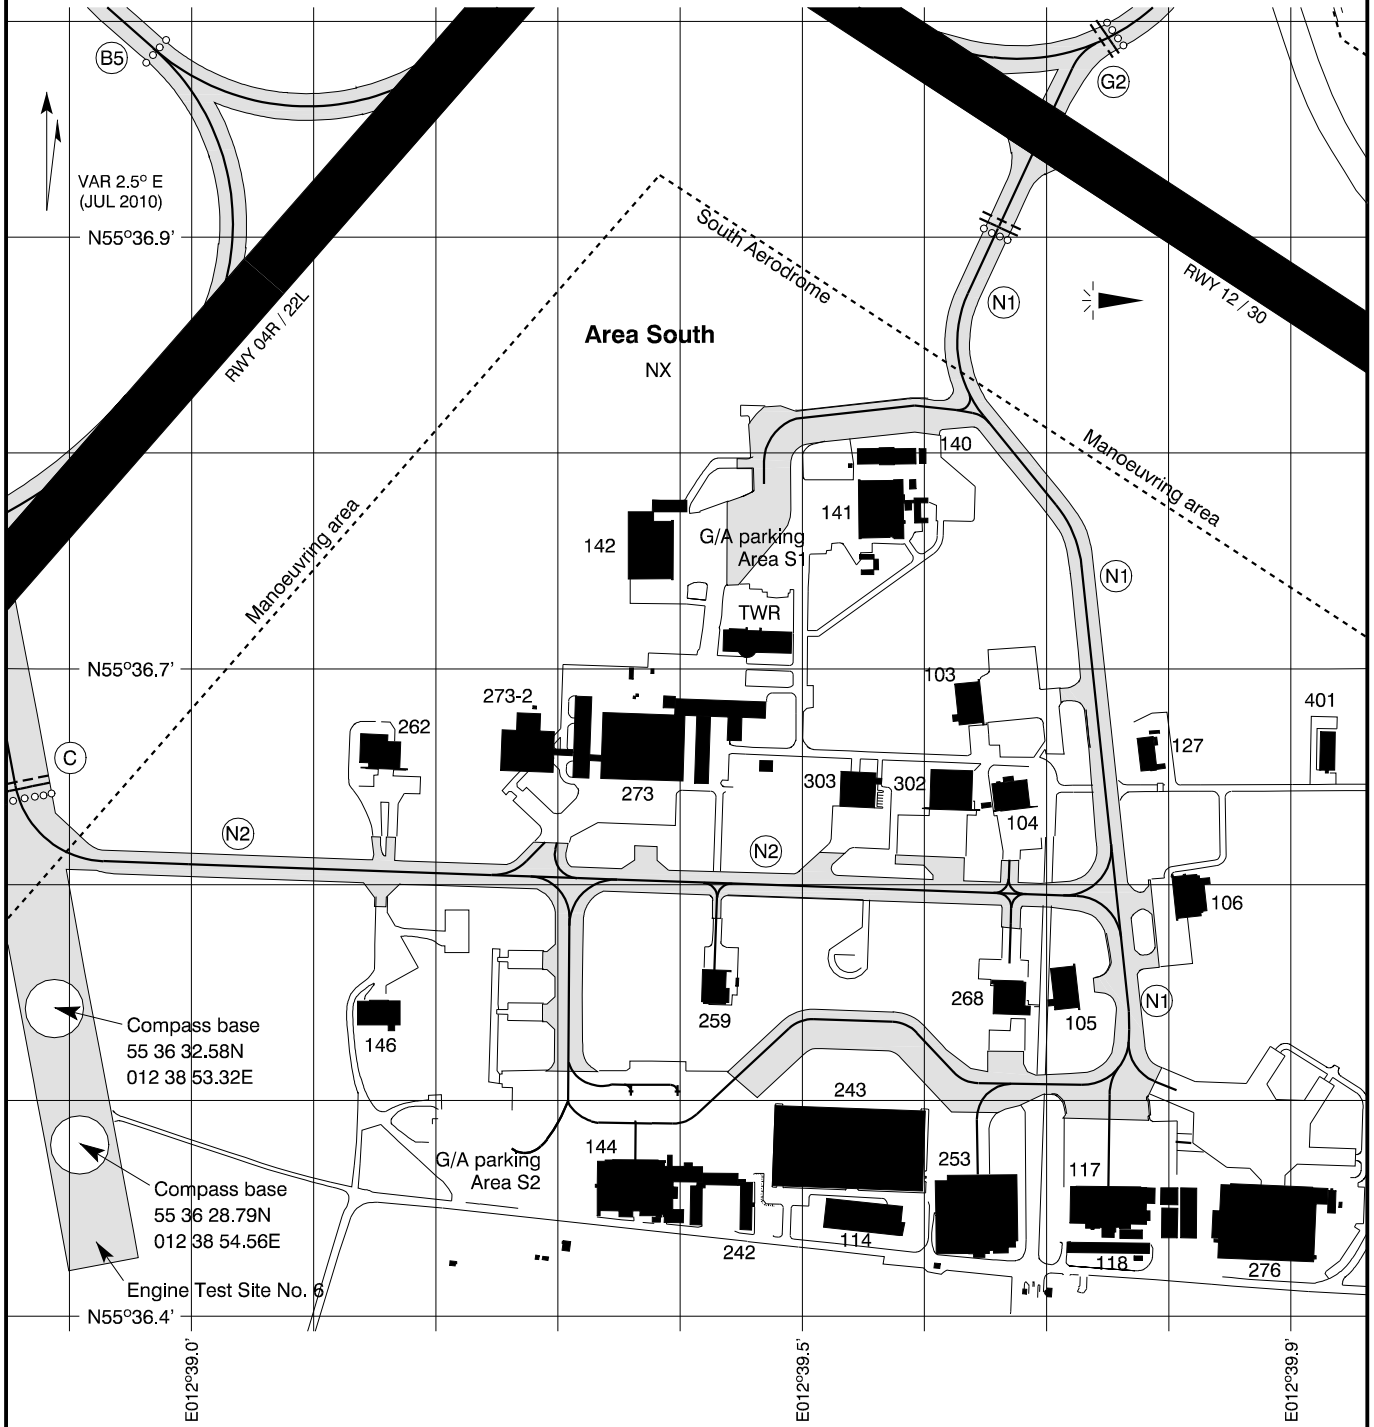 B5
G2
VAR 2.5° E
(JUL 2010)
N55°36.9'
South Aerodrome
RWY 12 / 30
N1
RWY 04R / 22L
Area South
NX
140
Manoeuvring area
Manoeuvring area
141
142
G/A parking
Area S1
N1
TWR
N55°36.7'
103
273-2
262
401
127
C
303
302
273
104
N2
N2
106
268
N1
259
105
Compass base
55 36 32.58N
012 38 53.32E
146
243
144
G/A parking
Area S2
253
117
Compass base
55 36 28.79N
012 38 54.56E
242
114
118
276
Engine Test Site No. 6
N55°36.4'
E012°39.0'
E012°39.5'
E012°39.9'